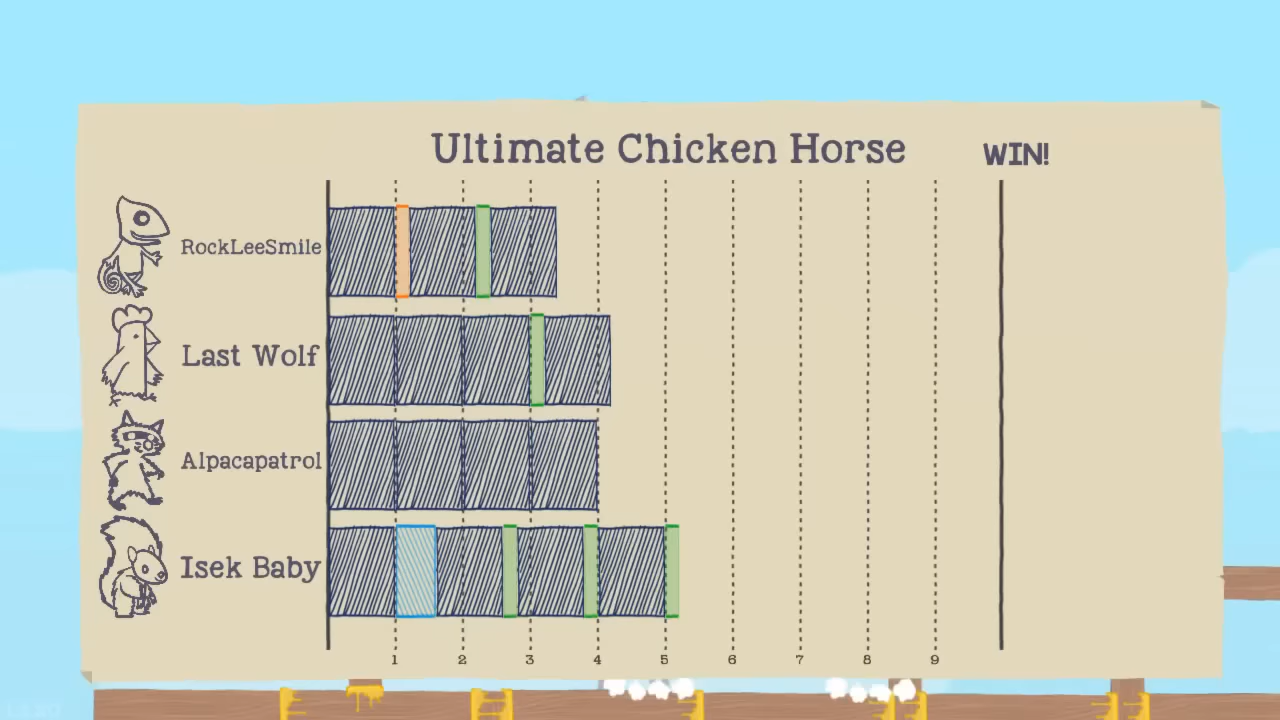 Ultimate Chicken Horse
WIN!
RockLeeSmile
Last Wolf
Alpacapatrol
Isek Baby
1 2 3 4 5 6 7 8 9